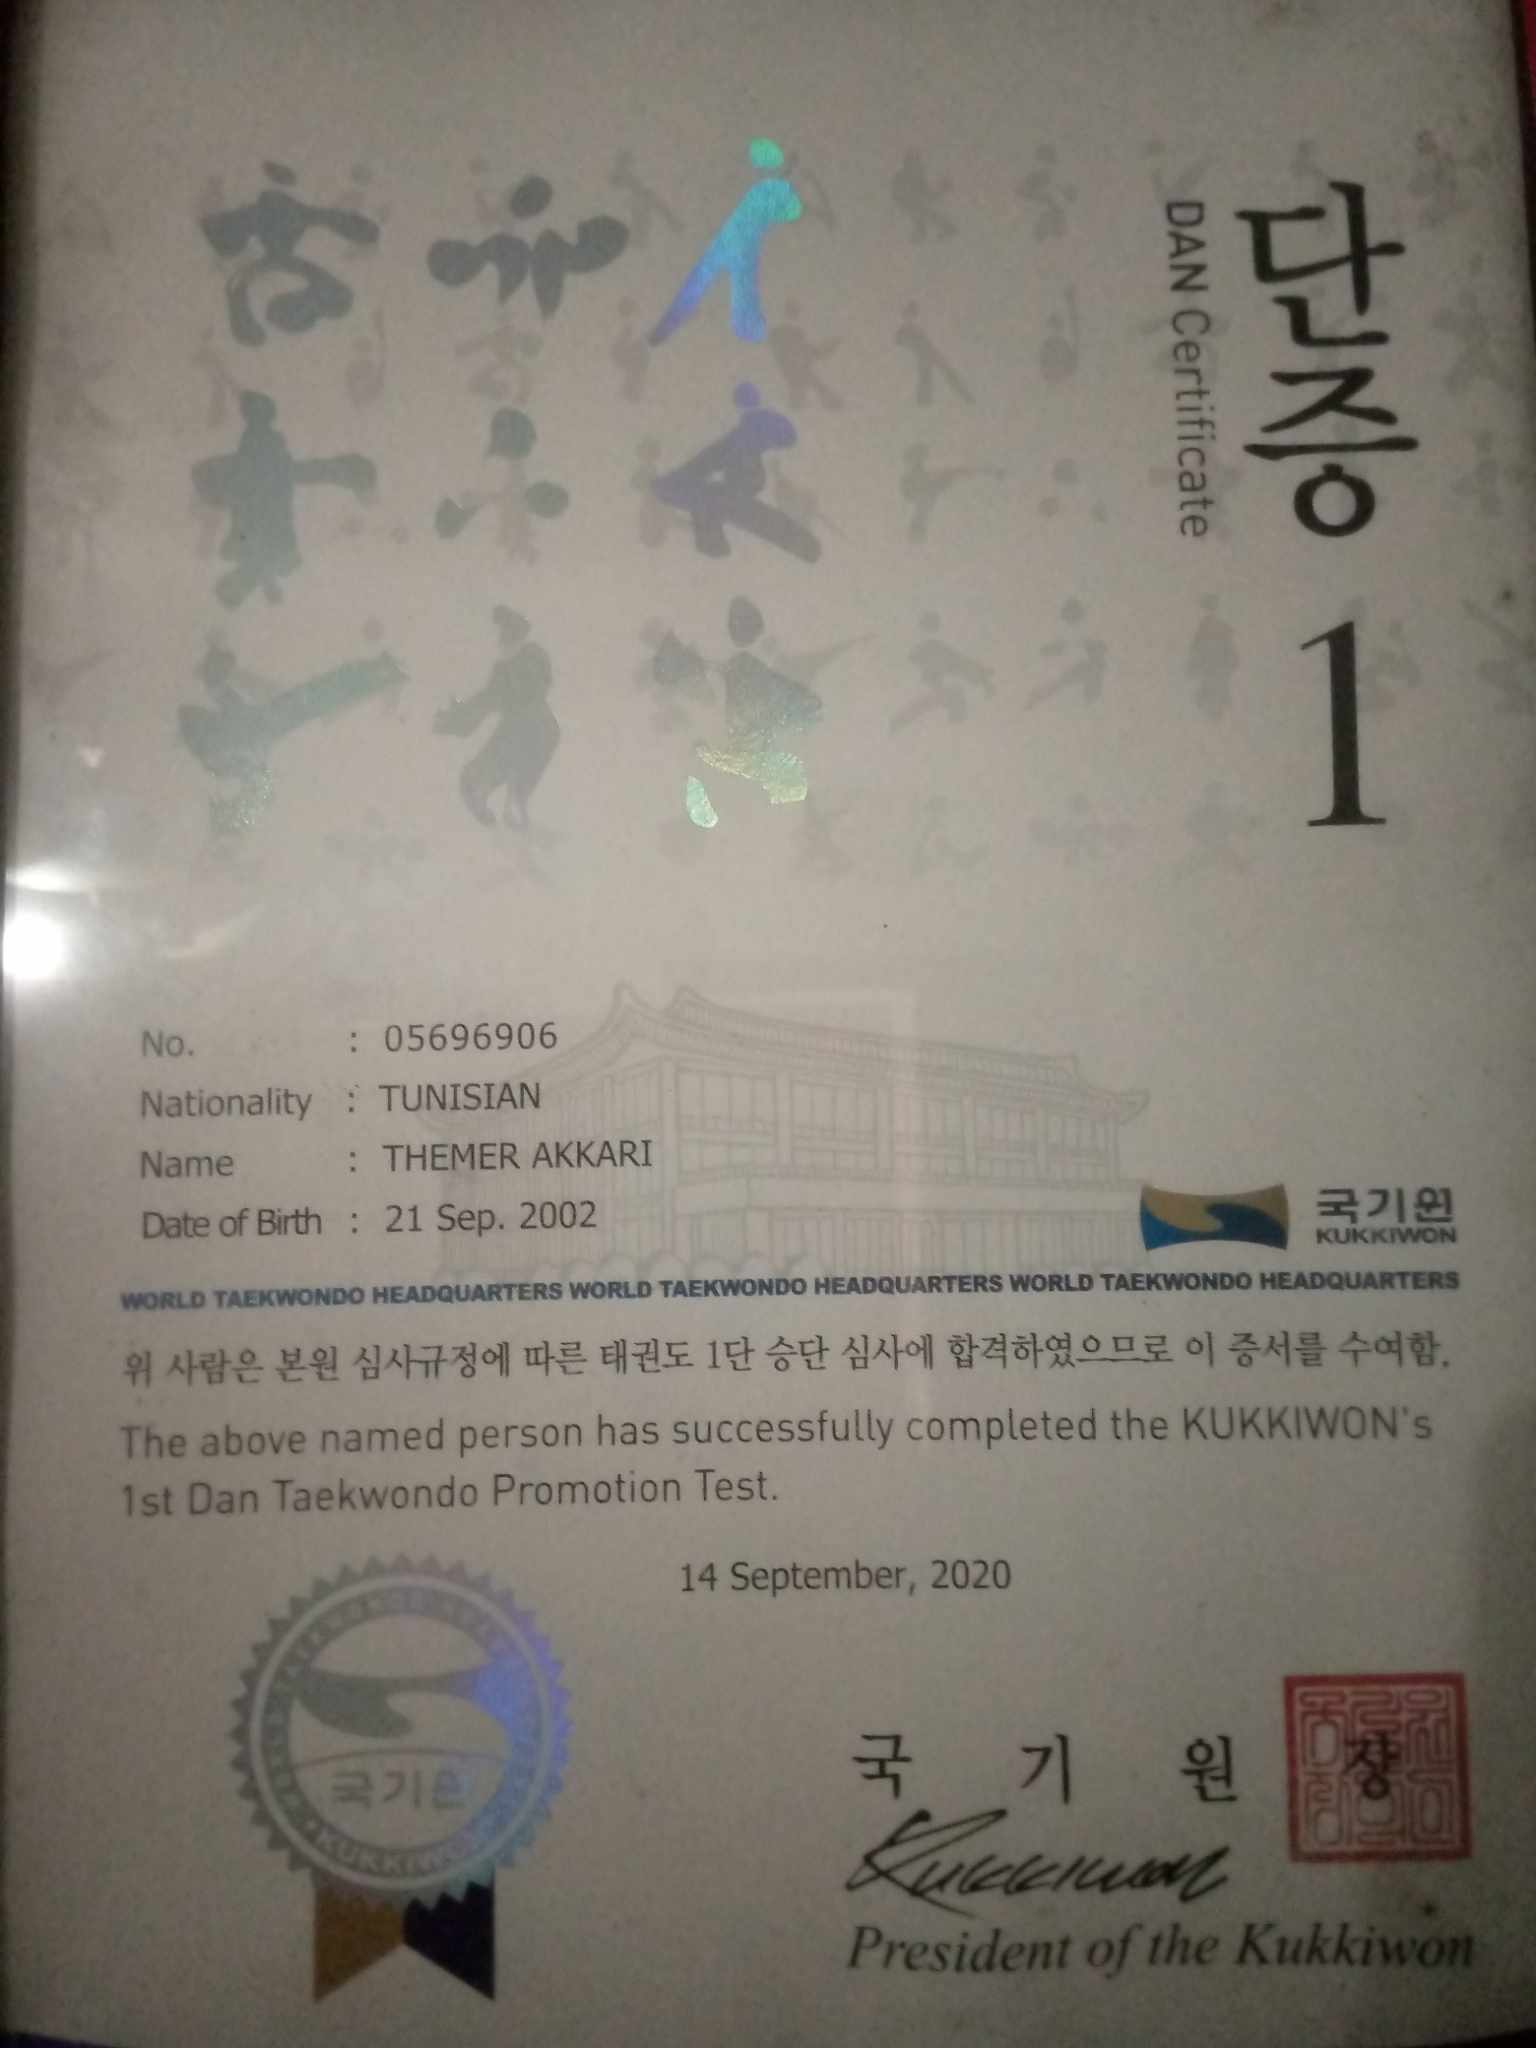 단증 1
DAN Certificate
No. : 05696906
Nationality : TUNISIAN
Name : THEMER AKKARI
Date of Birth : 21 Sep. 2002
국기원
KUKKIWON
WORLD TAEKWONDO HEADQUARTERS WORLD TAEKWONDO HEADQUARTERS WORLD TAEKWONDO HEADQUARTERS
위 사람은 본원 심사규정에 따른 태권도 1단 승단 심사에 합격하였으므로 이 증서를 수여함.
The above named person has successfully completed the KUKKIWON's
1st Dan Taekwondo Promotion Test.
14 September, 2020
국기원
KUKKIWON
국 기 원 장
Kukkiwon
President of the Kukkiwon